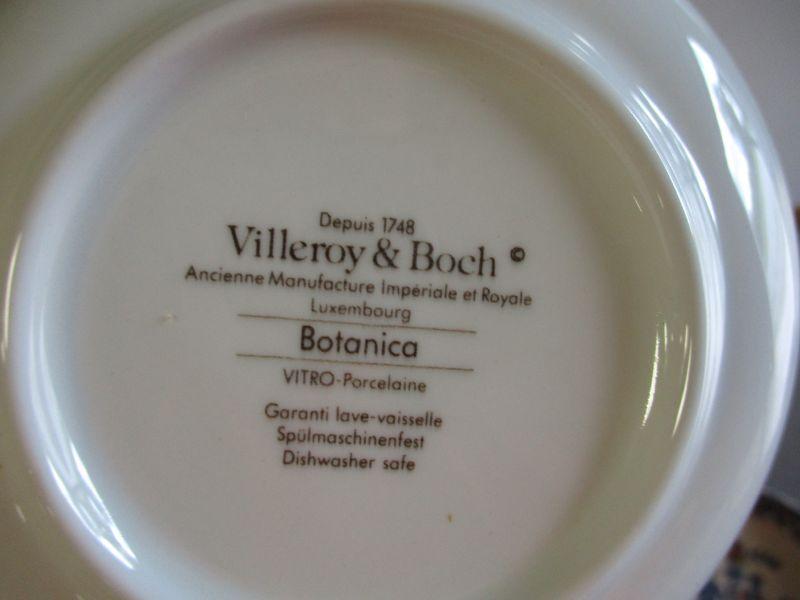 Depuis 1748
Villeroy & Boch ©
Ancienne Manufacture Impériale et Royale
Luxembourg
Botanica
VITRO-Porcelaine
Garanti lave-vaisselle
Spülmaschinenfest
Dishwasher safe